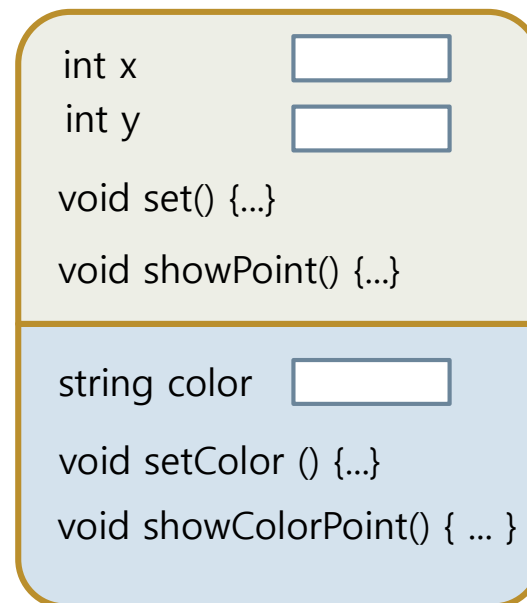 int x
int y
void set() {...}
void showPoint() {...}
string color
void setColor () {...}
void showColorPoint() { ... }